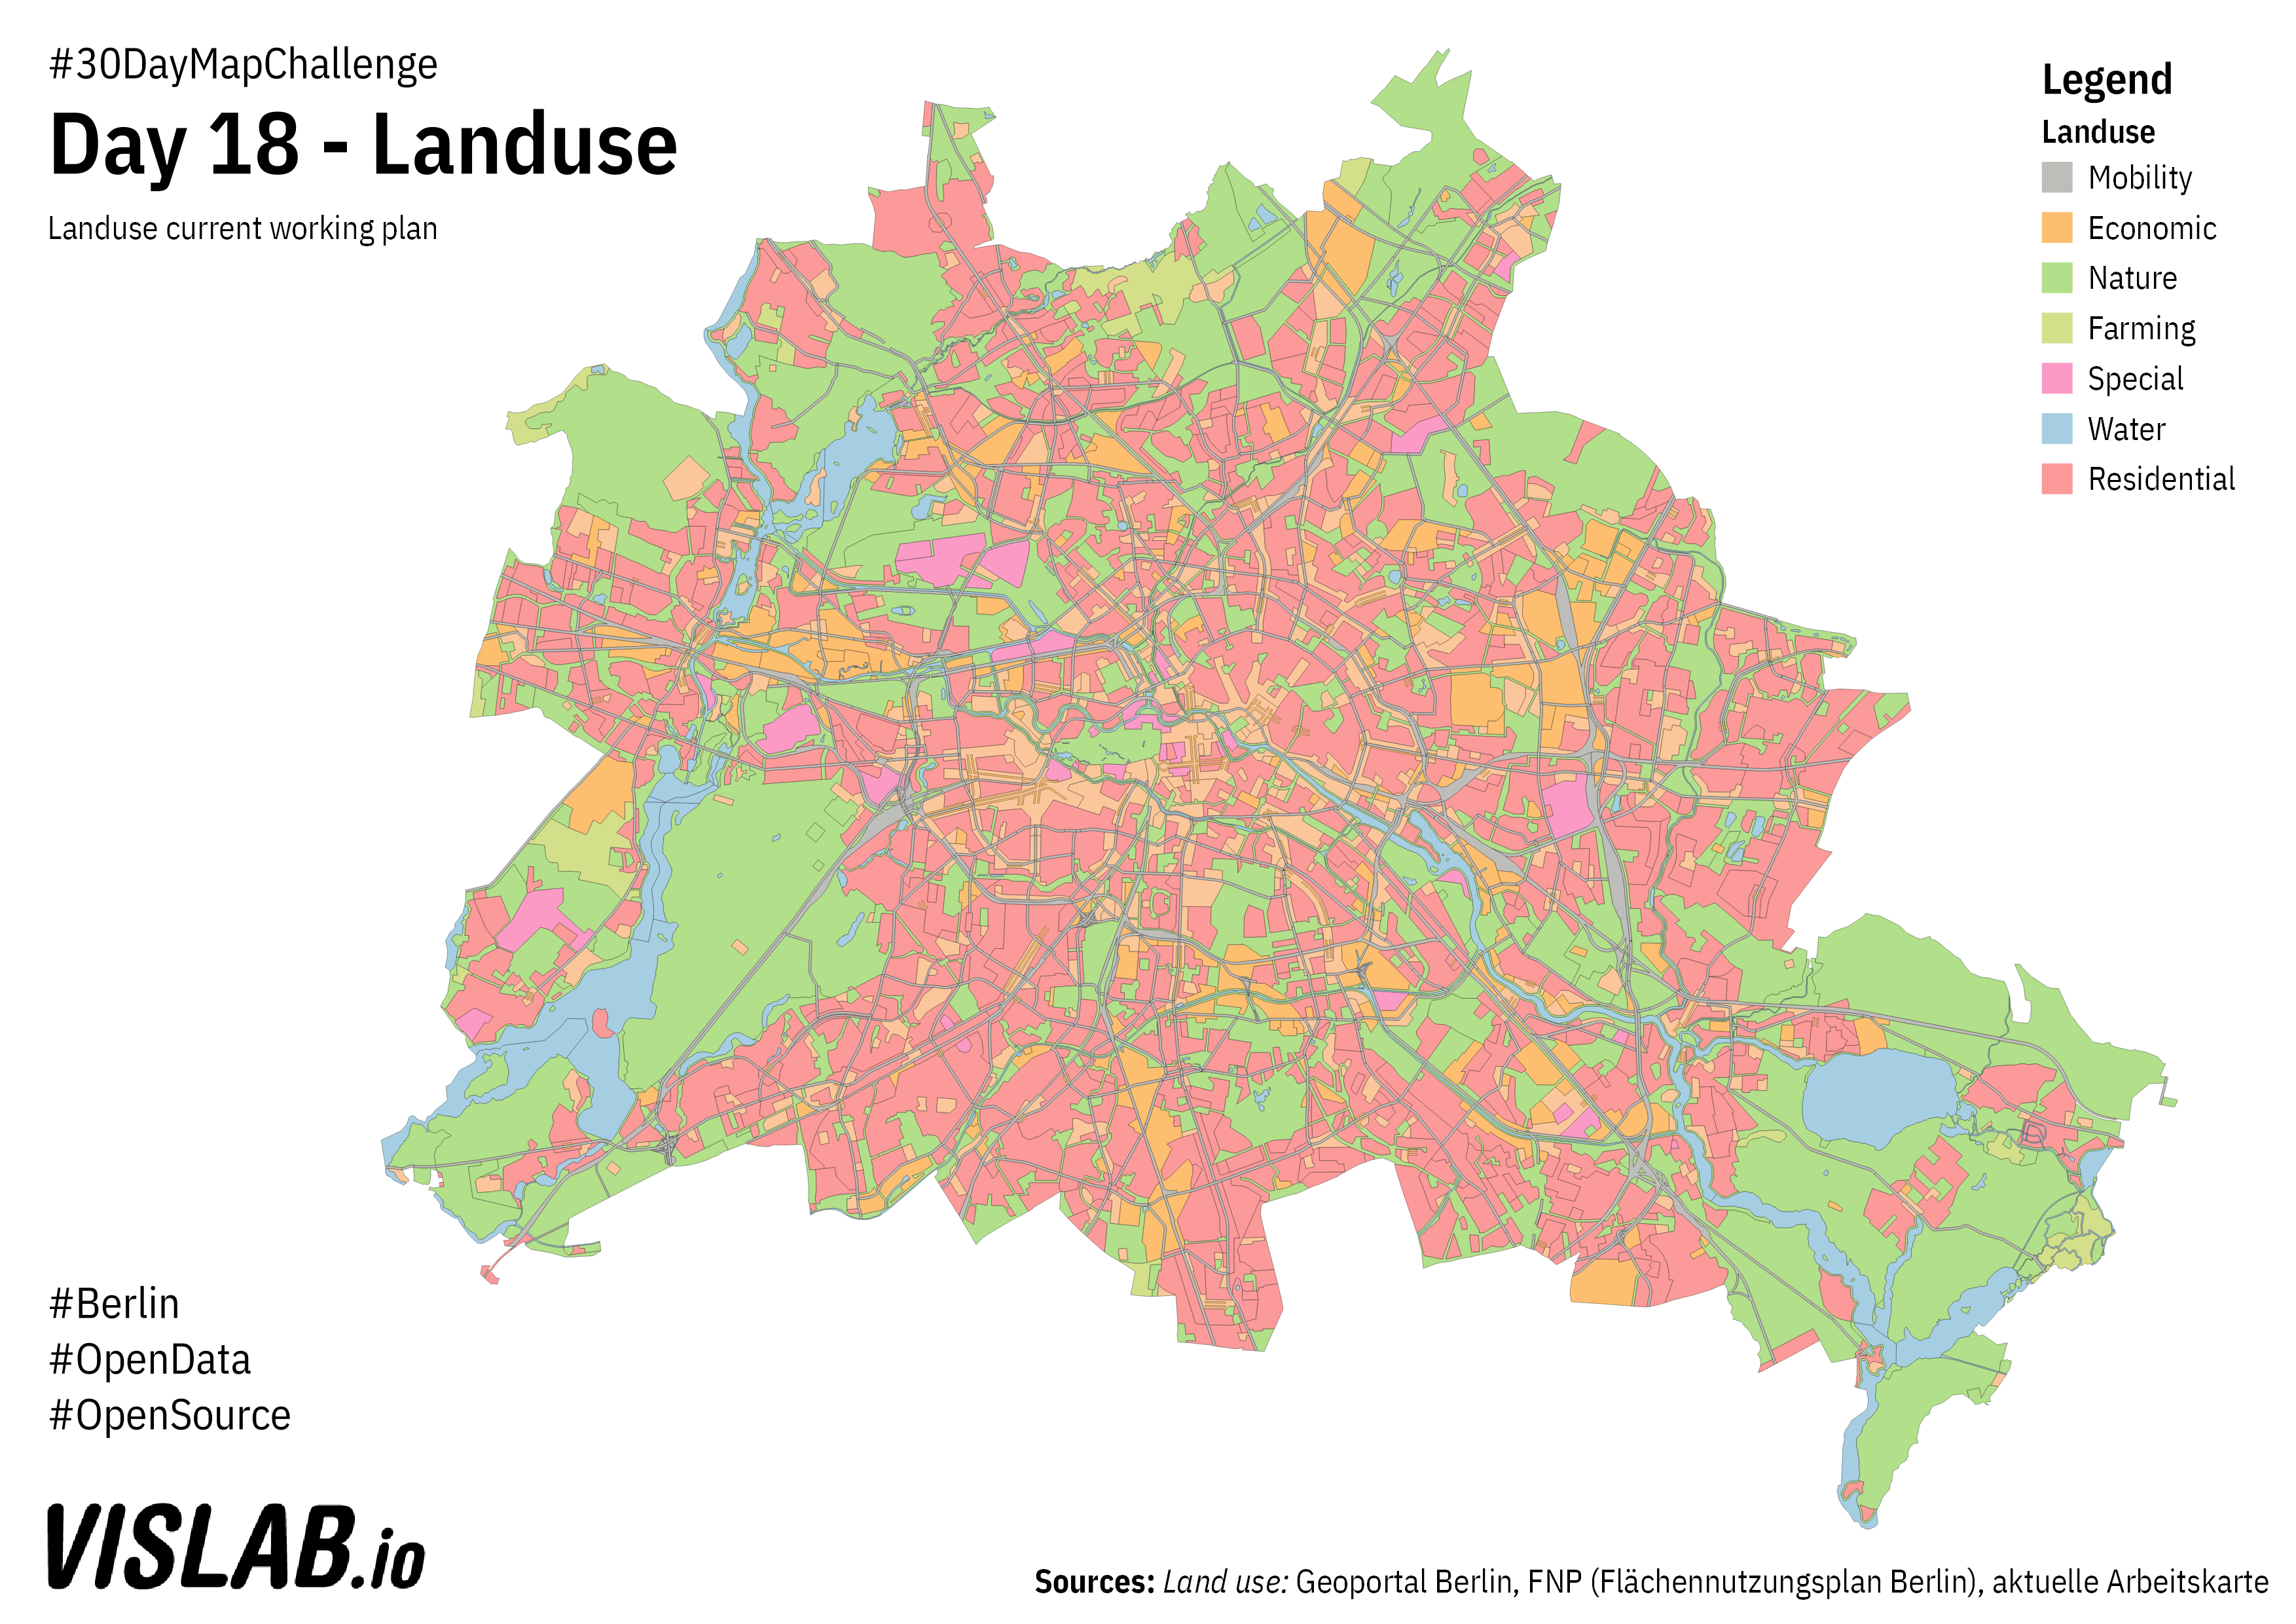 #30DayMapChallenge
Day 18 - Landuse
Landuse current working plan
Legend
Landuse
Mobility
Economic
Nature
Farming
Special
Water
Residential
#Berlin
#OpenData
#OpenSource
VISLAB.io
Sources: Land use: Geoportal Berlin, FNP (Flächennutzungsplan Berlin), aktuelle Arbeitskarte